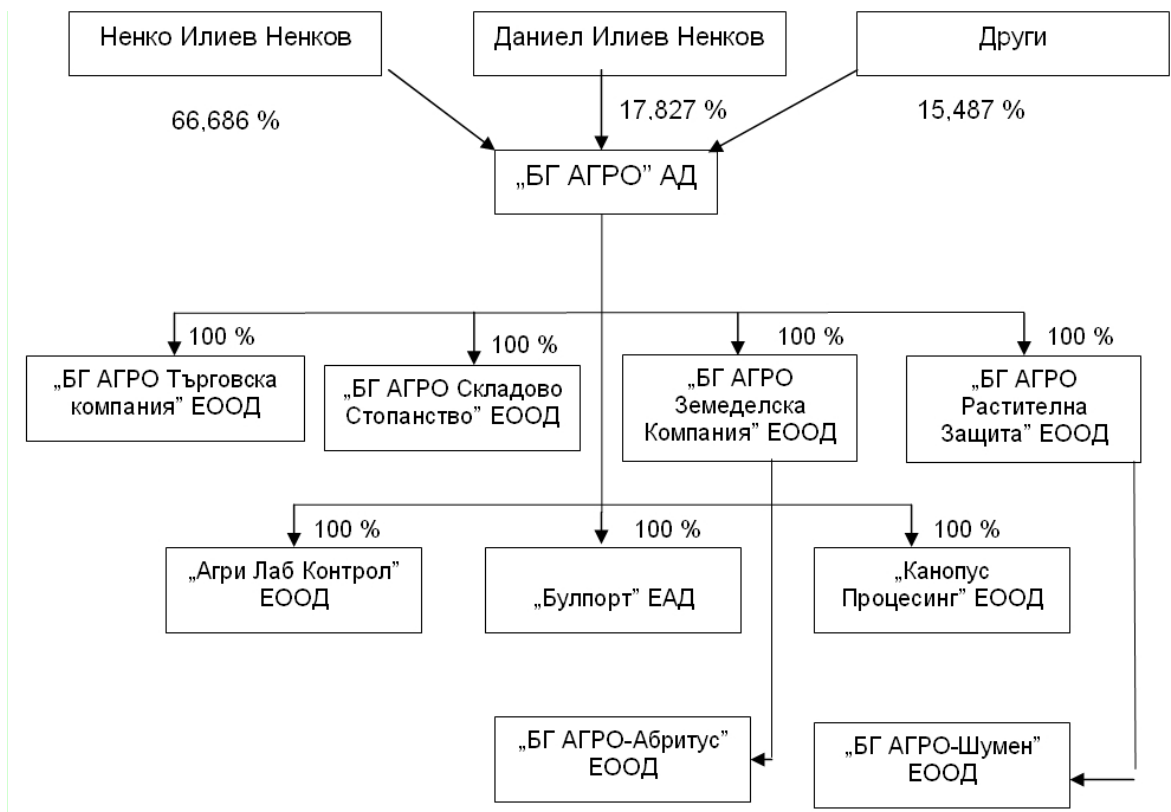 Ненко Илиев Ненков
Даниел Илиев Ненков
Други
66,686 %
17,827 %
15,487 %
„БГ АГРО” АД
100 %
100 %
100 %
100 %
„БГ АГРО Търговска
компания” ЕООД
„БГ АГРО Складово
Стопанство” ЕООД
„БГ АГРО
Земеделска
Компания” ЕООД
„БГ АГРО
Растителна
Защита” ЕООД
100 %
100 %
100 %
„Агри Лаб Контрол”
ЕООД
„Булпорт” ЕАД
„Канопус
Процесинг” ЕООД
„БГ АГРО-Абритус”
ЕООД
„БГ АГРО-Шумен”
ЕООД